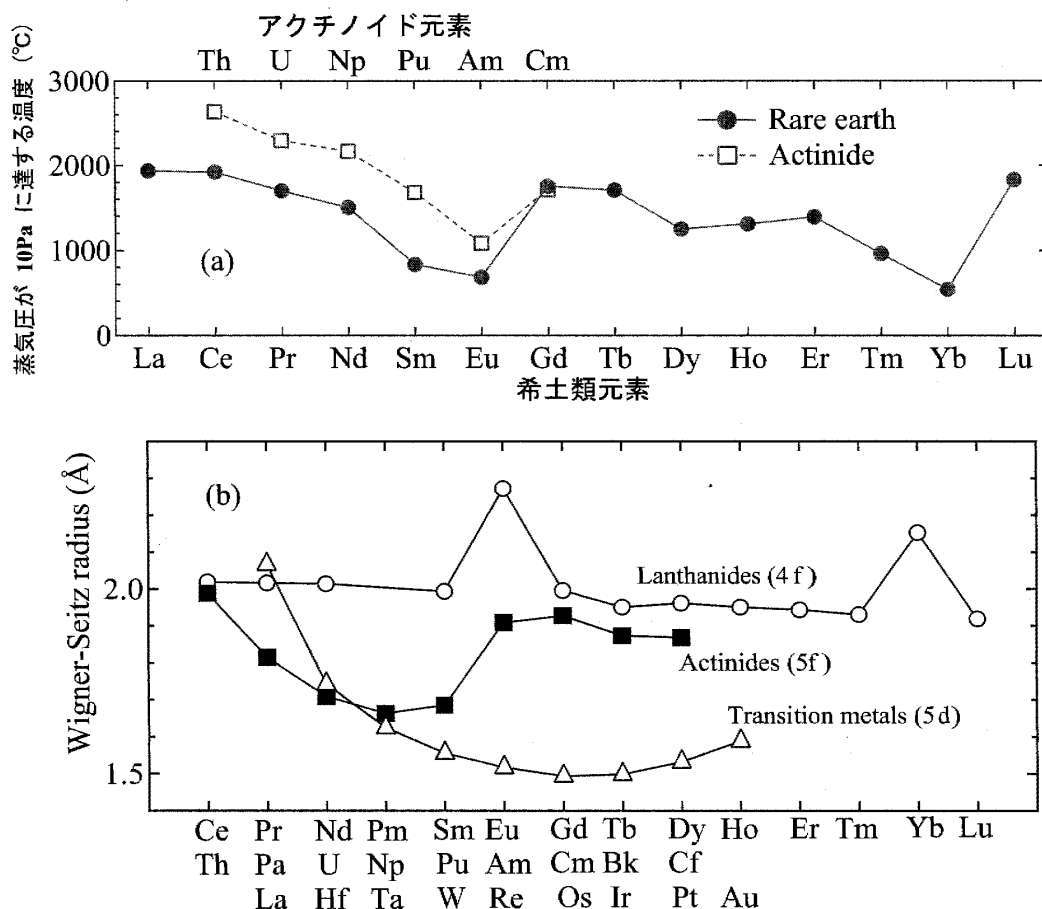 アクチノイド元素
Th U Np Pu Am Cm
蒸気圧が 10Pa に達する温度 (℃)
3000
2000
1000
0
Rare earth
Actinide
(a)
La Ce Pr Nd Sm Eu Gd Tb Dy Ho Er Tm Yb Lu
希土類元素
(b)
Wigner-Seitz radius (Å)
2.0
1.5
Lanthanides (4f)
Actinides (5f)
Transition metals (5d)
Ce Pr Nd Pm Sm Eu Gd Tb Dy Ho Er Tm Yb Lu
Th Pa U Np Pu Am Cm Bk Cf
La Hf Ta W Re Os Ir Pt Au